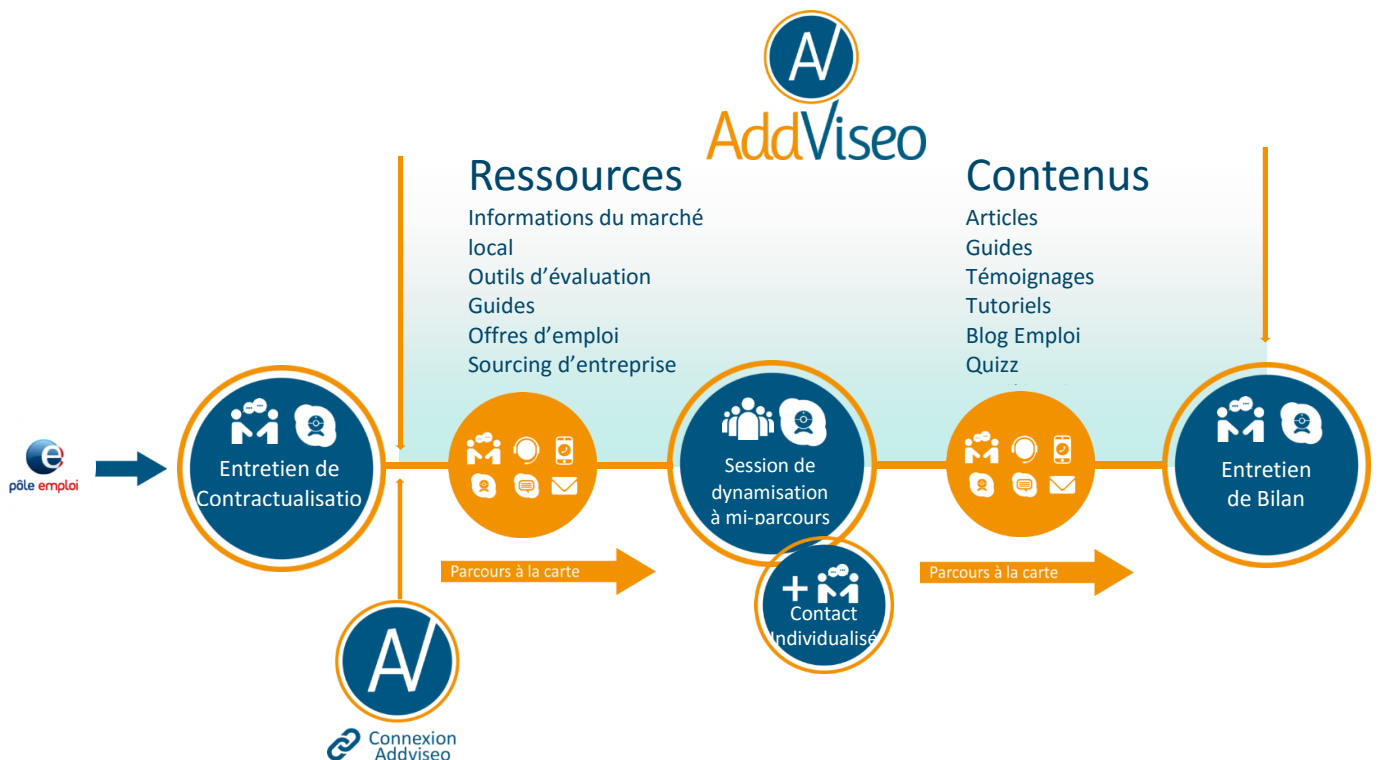 AV
AddViseo
Ressources
Informations du marché
local
Outils d’évaluation
Guides
Offres d’emploi
Sourcing d’entreprise
Contenus
Articles
Guides
Témoignages
Tutoriels
Blog Emploi
Quizz
e
pôle emploi
Entretien de
Contractualisatio
Session de
dynamisation
à mi-parcours
Entretien
de Bilan
Parcours à la carte
Parcours à la carte
+
Contact
Individualisé
AV
Connexion
Addviseo